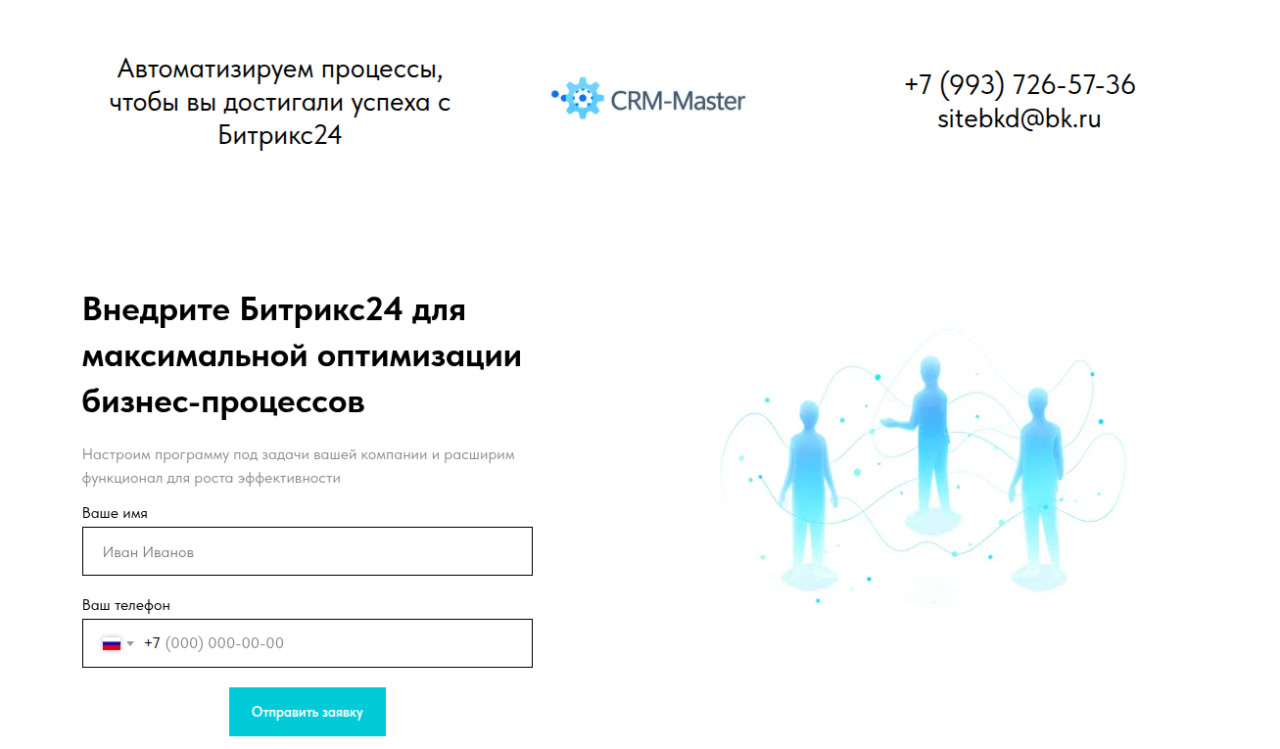 Автоматизируем процессы,
чтобы вы достигали успеха с
Битрикс24
CRM-Master
+7 (993) 726-57-36
sitebkd@bk.ru
Внедрите Битрикс24 для
максимальной оптимизации
бизнес-процессов
Настроим программу под задачи вашей компании и расширим
функционал для роста эффективности
Ваше имя
Иван Иванов
Ваш телефон
+7 (000) 000-00-00
Отправить заявку